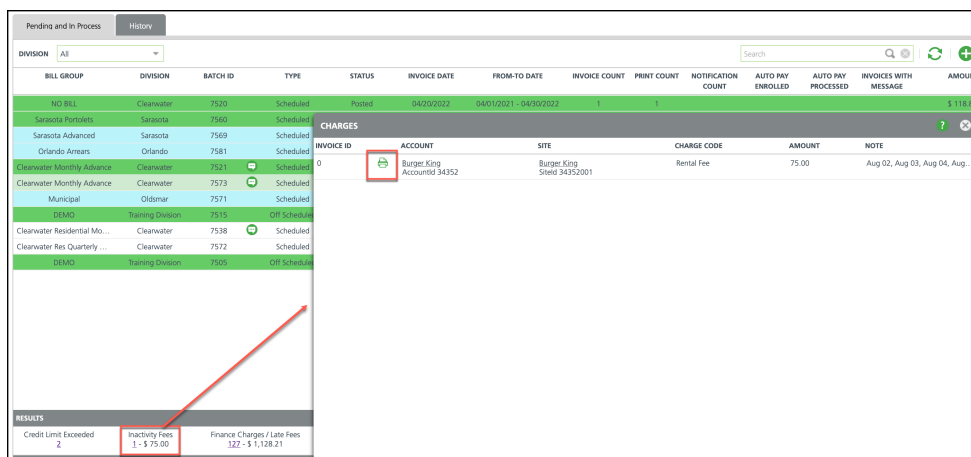 Pending and In Process History
DIVISION All Search
BILL GROUP DIVISION BATCH ID TYPE STATUS INVOICE DATE FROM-TO DATE INVOICE COUNT PRINT COUNT NOTIFICATION COUNT AUTO PAY ENROLLED AUTO PAY PROCESSED INVOICES WITH MESSAGE
NO BILL Clearwater 7520 Scheduled Posted 04/20/2022 04/01/2021 - 04/30/2022 1 1
Sarasota Portolets Sarasota 7560 Scheduled
Sarasota Advanced Sarasota 7569 Scheduled
Orlando Arrears Orlando 7581 Scheduled
Clearwater Monthly Advance Clearwater 7521 Scheduled
Clearwater Monthly Advance Clearwater 7573 Scheduled
Municipal Oldsmar 7571 Scheduled
DEMO Training Division 7515 Off Schedule
Clearwater Residential Mo... Clearwater 7538 Scheduled
Clearwater Res Quarterly ... Clearwater 7572 Scheduled
DEMO Training Division 7505 Off Schedule
CHARGES ?
INVOICE ID ACCOUNT SITE CHARGE CODE AMOUNT NOTE
0 Burger King Burger King Rental Fee 75.00 Aug 02, Aug 03, Aug 04, Aug...
AccountId 34352 SiteId 34352001
RESULTS
Credit Limit Exceeded Inactivity Fees Finance Charges / Late Fees
2 1 - $ 75.00 127 - $ 1,128.21